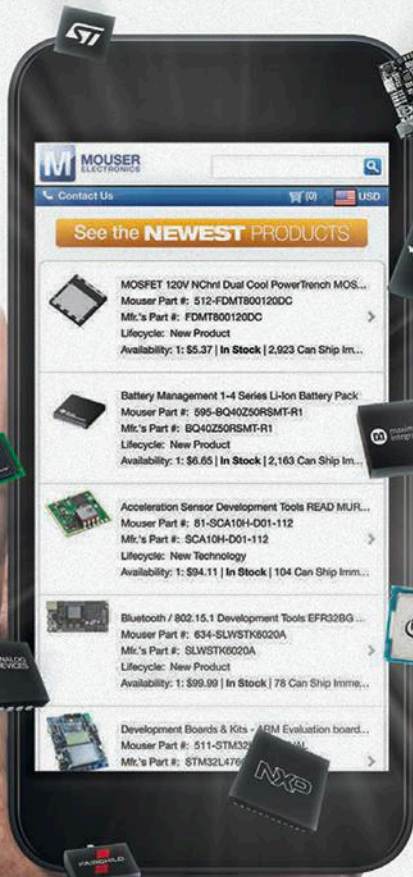 ST
M MOUSER
ELECTRONICS
Contact Us (0) USD
See the NEWEST PRODUCTS
MOSFET 120V NChnl Dual Cool PowerTrench MOS...
Mouser Part #: 512-FDMT800120DC
Mfr.'s Part #: FDMT800120DC
Lifecycle: New Product
Availability: 1: $5.37 | In Stock | 2,923 Can Ship Im...
Battery Management 1-4 Series Li-Ion Battery Pack
Mouser Part #: 595-BQ40Z50RSMT-R1
Mfr.'s Part #: BQ40Z50RSMT-R1
Lifecycle: New Product
Availability: 1: $6.65 | In Stock | 2,163 Can Ship Im...
maxim
integr
Acceleration Sensor Development Tools READ MUR...
Mouser Part #: 81-SCA10H-D01-112
Mfr.'s Part #: SCA10H-D01-112
Lifecycle: New Technology
Availability: 1: $94.11 | In Stock | 104 Can Ship Imm...
Bluetooth / 802.15.1 Development Tools EFR32BG ...
Mouser Part #: 634-SLWSTK6020A
Mfr.'s Part #: SLWSTK6020A
Lifecycle: New Product
Availability: 1: $99.99 | In Stock | 78 Can Ship Imme...
ANALOG
DEVICES
Development Boards & Kits - ARM Evaluation board...
Mouser Part #: 511-STM32
Mfr.'s Part #: STM32L476
NXP
FAIRCHILD